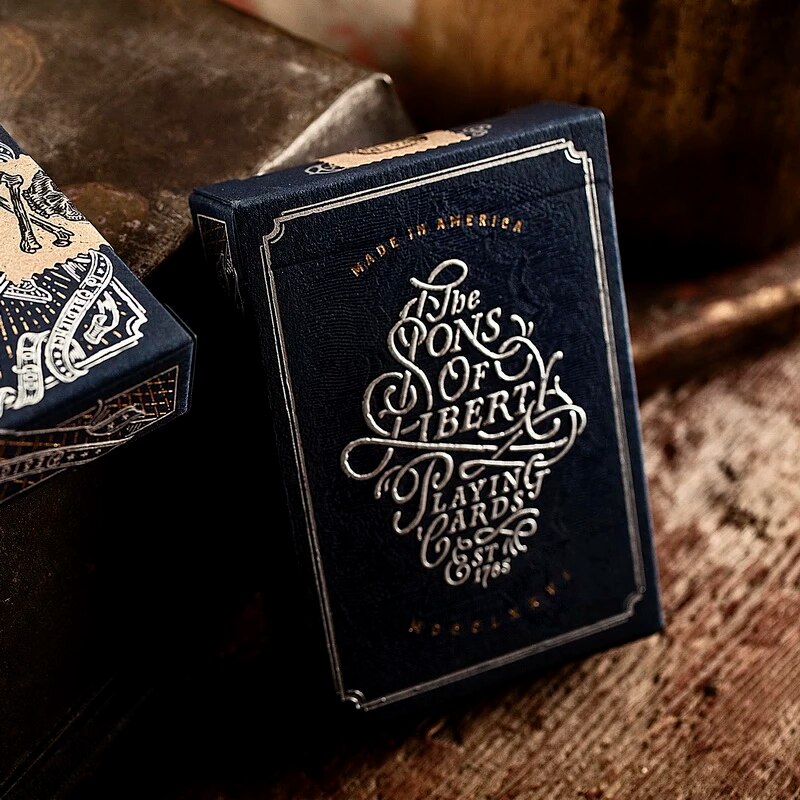 MADE IN AMERICA
The
SONS
OF
LIBERTY
PLAYING
CARDS
EST
1765